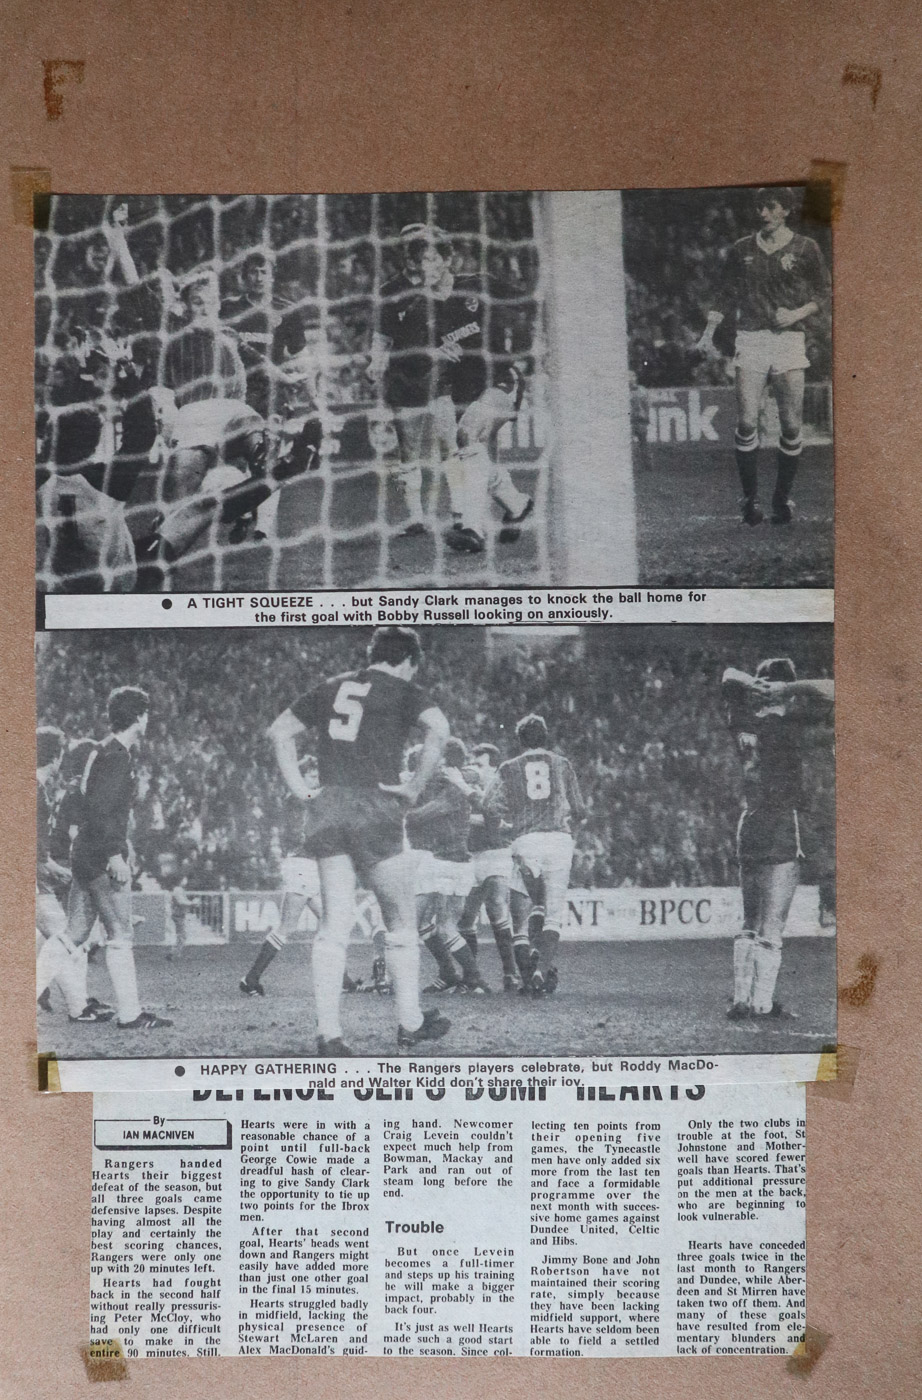 ink
● A TIGHT SQUEEZE . . . but Sandy Clark manages to knock the ball home for
the first goal with Bobby Russell looking on anxiously.
5
8
NT
BPCC
● HAPPY GATHERING . . . The Rangers players celebrate, but Roddy MacDo-
nald and Walter Kidd don't share their joy.
DEFENCE SLIPS DUMP HEARTS
By
IAN MACNIVEN
Rangers handed
Hearts their biggest
defeat of the season, but
all three goals came
defensive lapses. Despite
having almost all the
play and certainly the
best scoring chances,
Rangers were only one
up with 20 minutes left.
Hearts had fought
back in the second half
without really pressuris-
ing Peter McCloy, who
had only one difficult
save to make in the
entire 90 minutes. Still,
Hearts were in with a
reasonable chance of a
point until full-back
George Cowie made a
dreadful hash of clear-
ing to give Sandy Clark
the opportunity to tie up
two points for the Ibrox
men.
After that second
goal, Hearts' heads went
down and Rangers might
easily have added more
than just one other goal
in the final 15 minutes.
Hearts struggled badly
in midfield, lacking the
physical presence of
Stewart McLaren and
Alex MacDonald's guid-
ing hand. Newcomer
Craig Levein couldn't
expect much help from
Bowman, Mackay and
Park and ran out of
steam long before the
end.
Trouble
But once Levein
becomes a full-timer
and steps up his training
he will make a bigger
impact, probably in the
back four.
It's just as well Hearts
made such a good start
to the season. Since col-
lecting ten points from
their opening five
games, the Tynecastle
men have only added six
more from the last ten
and face a formidable
programme over the
next month with succes-
sive home games against
Dundee United, Celtic
and Hibs.
Jimmy Bone and John
Robertson have not
maintained their scoring
rate, simply because
they have been lacking
midfield support, where
Hearts have seldom been
able to field a settled
formation.
Only the two clubs in
trouble at the foot, St
Johnstone and Mother-
well have scored fewer
goals than Hearts. That's
put additional pressure
on the men at the back,
who are beginning to
look vulnerable.
Hearts have conceded
three goals twice in the
last month to Rangers
and Dundee, while Aber-
deen and St Mirren have
taken two off them. And
many of these goals
have resulted from ele-
mentary blunders and
lack of concentration.